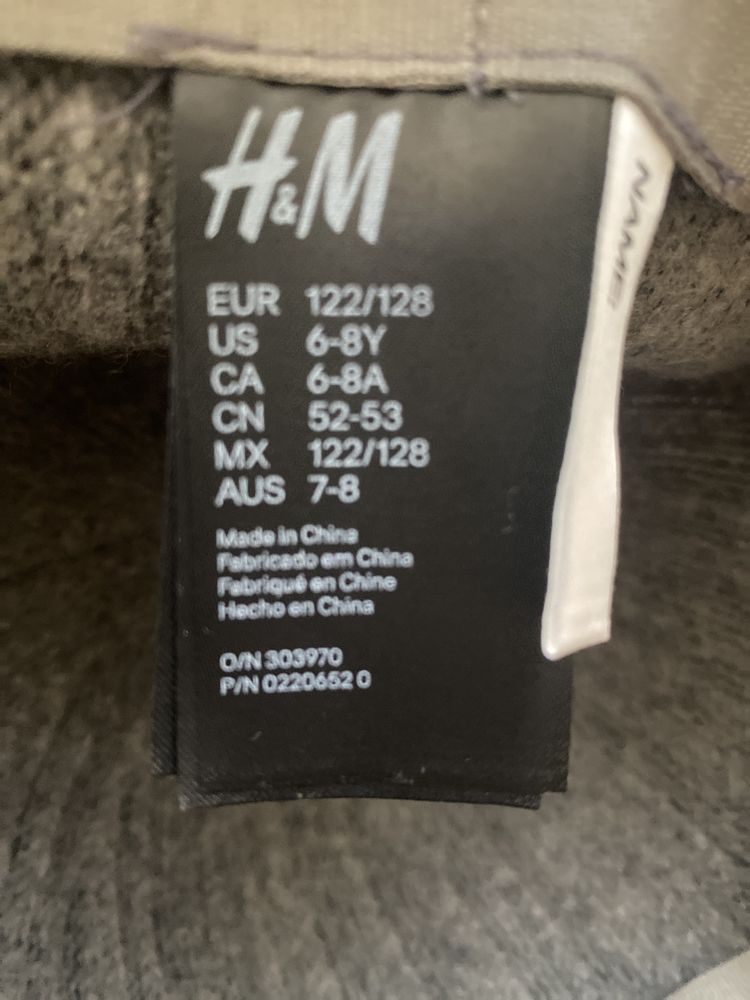 H&M
EUR 122/128
US 6-8Y
CA 6-8A
CN 52-53
MX 122/128
AUS 7-8
Made in China
Fabricado em China
Fabriqué en Chine
Hecho en China
O/N 303970
P/N 0220652 0
NAME